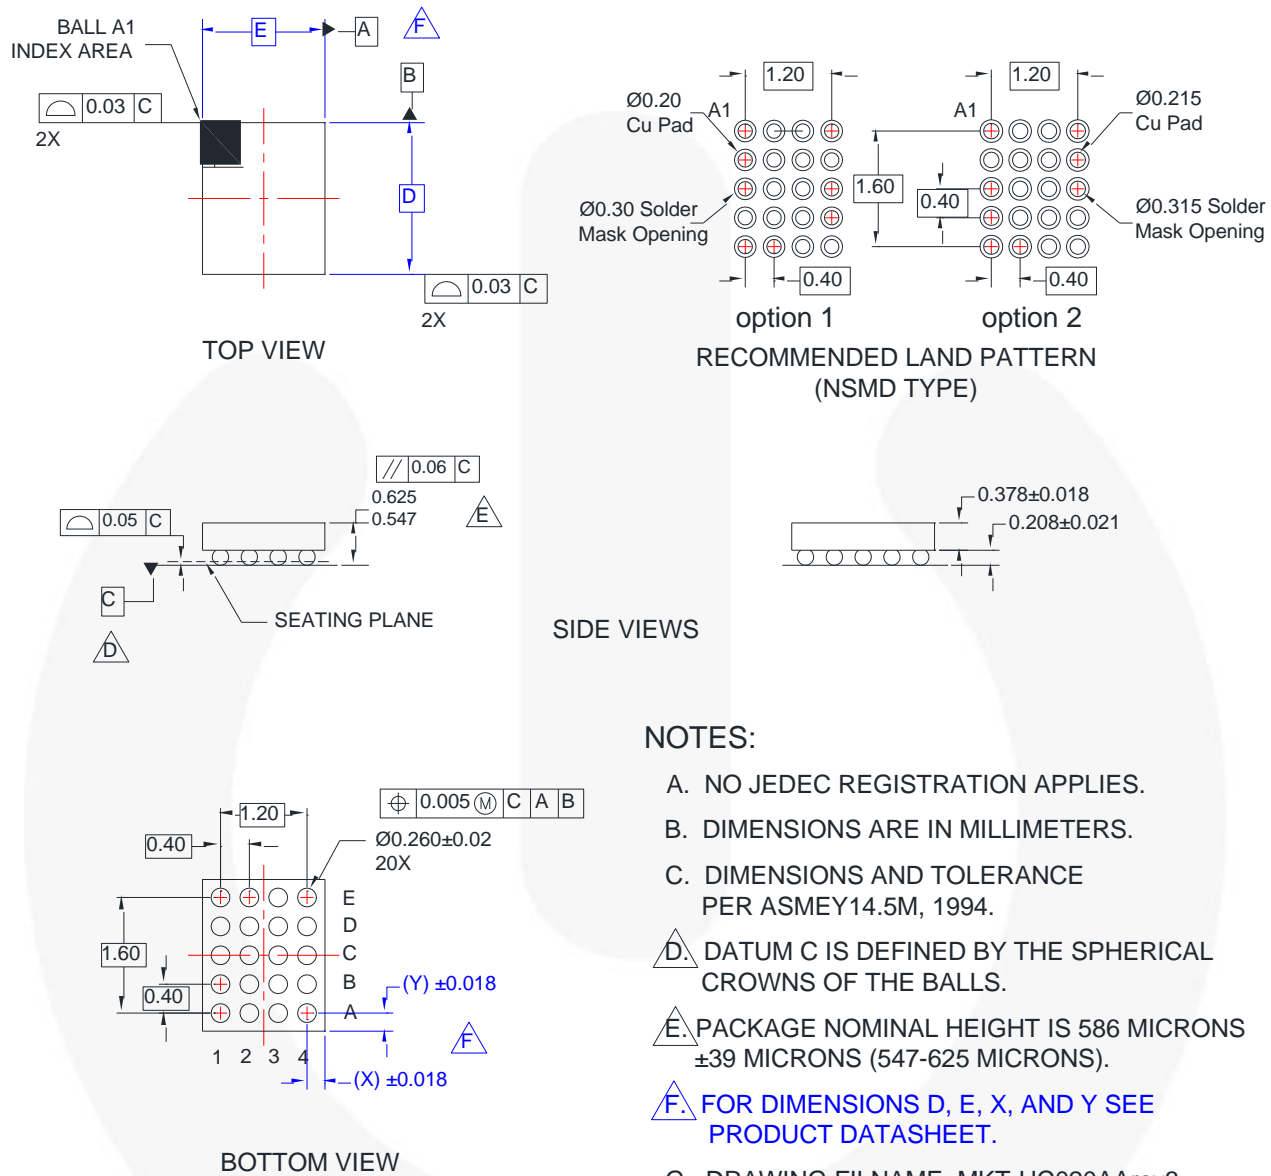 BALL A1
INDEX AREA
E
A
F
B
0.03 C
2X
D
0.03 C
2X
TOP VIEW
1.20
1.20
Ø0.20
Cu Pad
A1
A1
Ø0.215
Cu Pad
1.60
0.40
Ø0.30 Solder
Mask Opening
Ø0.315 Solder
Mask Opening
0.40
0.40
option 1
option 2
RECOMMENDED LAND PATTERN
(NSMD TYPE)
0.06 C
0.625
0.547
E
0.05 C
C
D
SEATING PLANE
0.378±0.018
0.208±0.021
SIDE VIEWS
0.005 M C A B
1.20
0.40
Ø0.260±0.02
20X
E
D
C
B
A
1.60
0.40
(Y) ±0.018
F
1 2 3 4
(X) ±0.018
BOTTOM VIEW
NOTES:
A. NO JEDEC REGISTRATION APPLIES.
B. DIMENSIONS ARE IN MILLIMETERS.
C. DIMENSIONS AND TOLERANCE
PER ASMEY14.5M, 1994.
D. DATUM C IS DEFINED BY THE SPHERICAL
CROWNS OF THE BALLS.
E. PACKAGE NOMINAL HEIGHT IS 586 MICRONS
±39 MICRONS (547-625 MICRONS).
F. FOR DIMENSIONS D, E, X, AND Y SEE
PRODUCT DATASHEET.